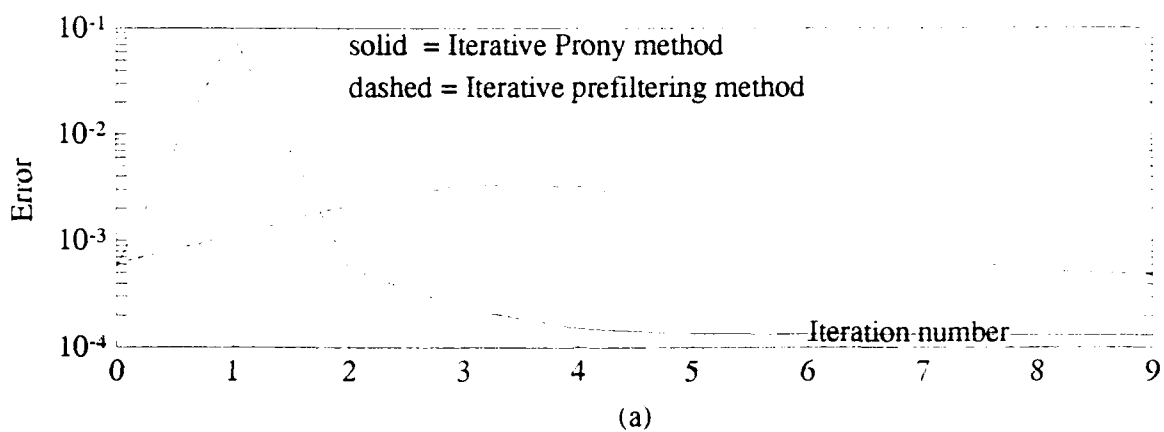 10-1
solid = Iterative Prony method
dashed = Iterative prefiltering method
10-2
Error
10-3
Iteration number
10-4
0 1 2 3 4 5 6 7 8 9
(a)